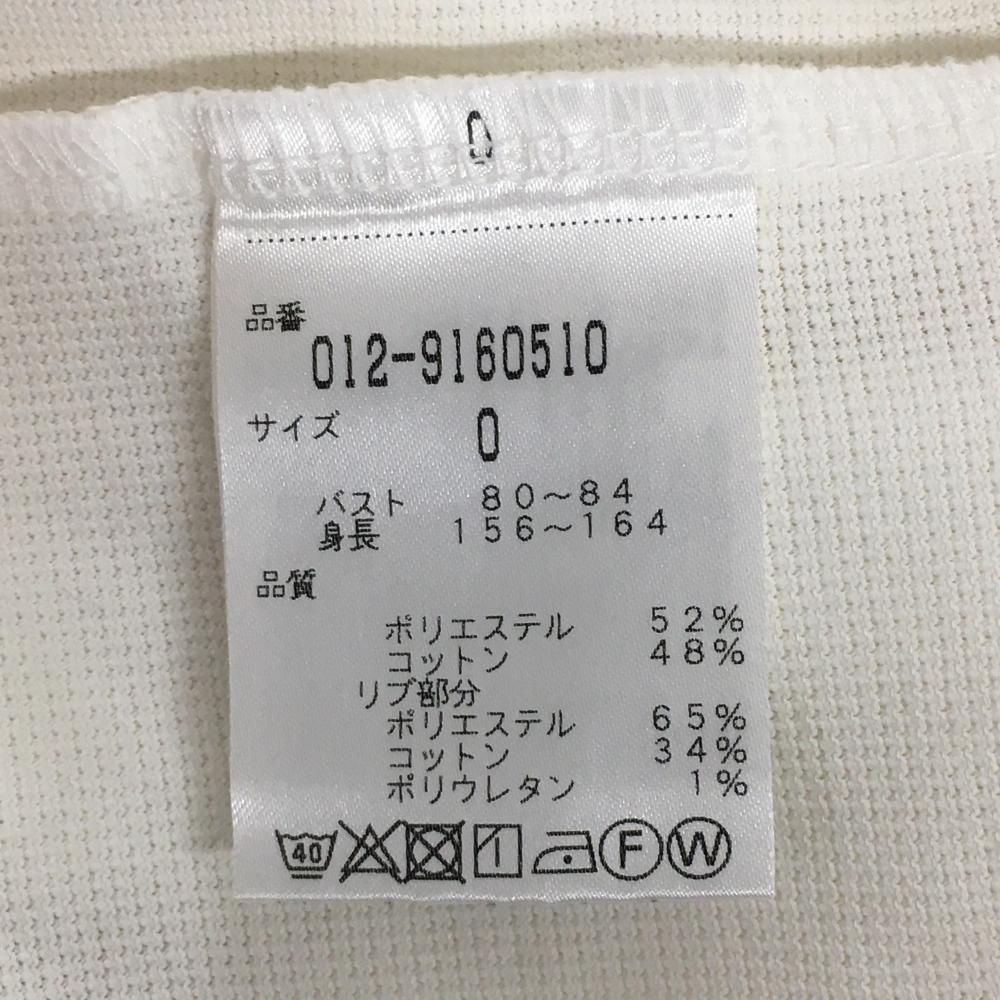 0
品番
012-9160510
サイズ 0
バスト 80~84
身長 156~164
品質
ポリエステル 52%
コットン 48%
リブ部分
ポリエステル 65%
コットン 34%
ポリウレタン 1%
40 F W